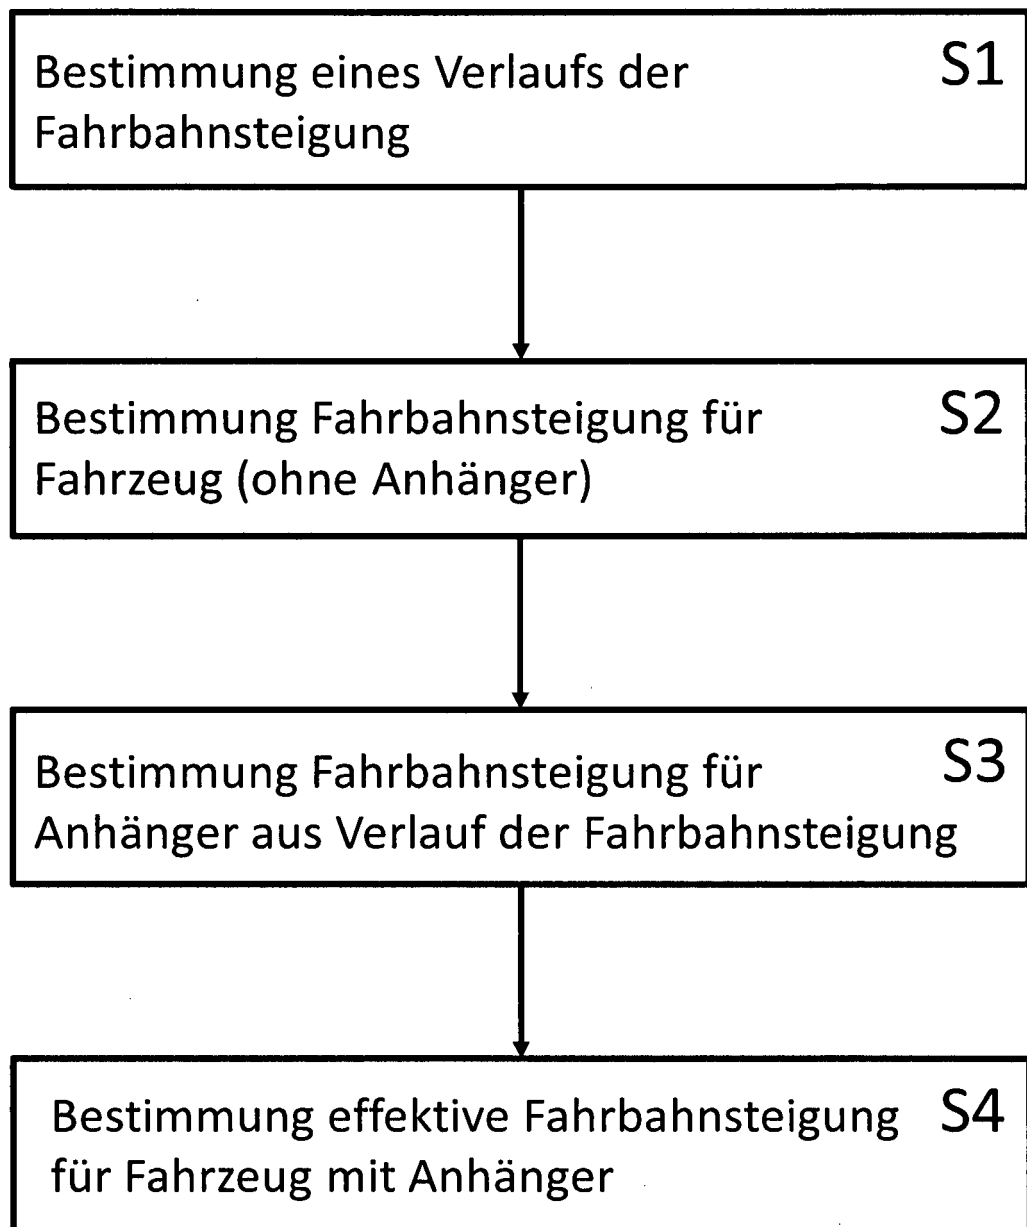 Bestimmung eines Verlaufs der S1
Fahrbahnsteigung
Bestimmung Fahrbahnsteigung für S2
Fahrzeug (ohne Anhänger)
Bestimmung Fahrbahnsteigung für S3
Anhänger aus Verlauf der Fahrbahnsteigung
Bestimmung effektive Fahrbahnsteigung S4
für Fahrzeug mit Anhänger